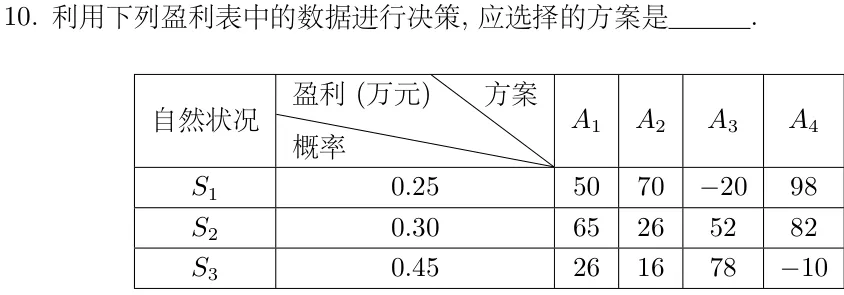 10. 利用下列盈利表中的数据进行决策, 应选择的方案是______.
自然状况 盈利 (万元) 方案 概率 A₁ A₂ A₃ A₄
S₁ 0.25 50 70 −20 98
S₂ 0.30 65 26 52 82
S₃ 0.45 26 16 78 −10